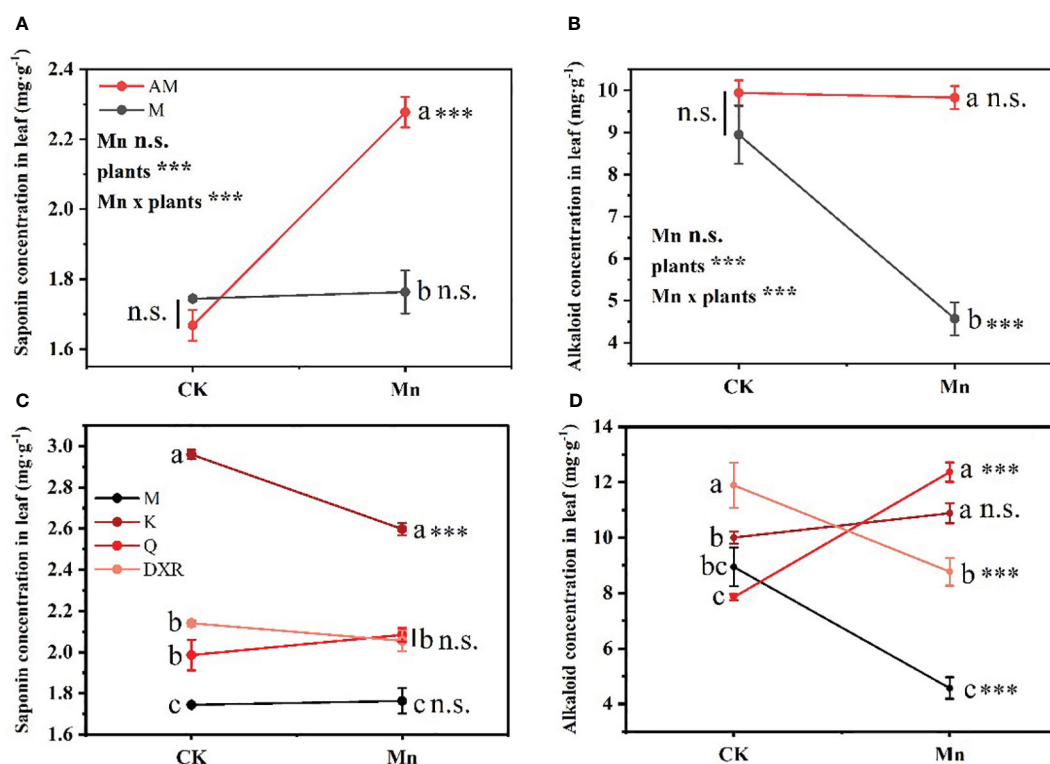 A
Saponin concentration in leaf (mg·g-1)
2.4
2.2
2.0
1.8
1.6
AM
M
Mn n.s.
plants ***
Mn x plants ***
n.s.
a ***
b n.s.
CK
Mn
B
Alkaloid concentration in leaf (mg·g-1)
10
9
8
7
6
5
4
n.s.
a n.s.
Mn n.s.
plants ***
Mn x plants ***
b ***
CK
Mn
C
Saponin concentration in leaf (mg·g-1)
3.0
2.8
2.6
2.4
2.2
2.0
1.8
1.6
M
K
Q
DXR
a
a ***
b
b
b n.s.
c
c n.s.
CK
Mn
D
Alkaloid concentration in leaf (mg·g-1)
14
12
10
8
6
4
a
b
bc
c
a ***
a n.s.
b ***
c ***
CK
Mn